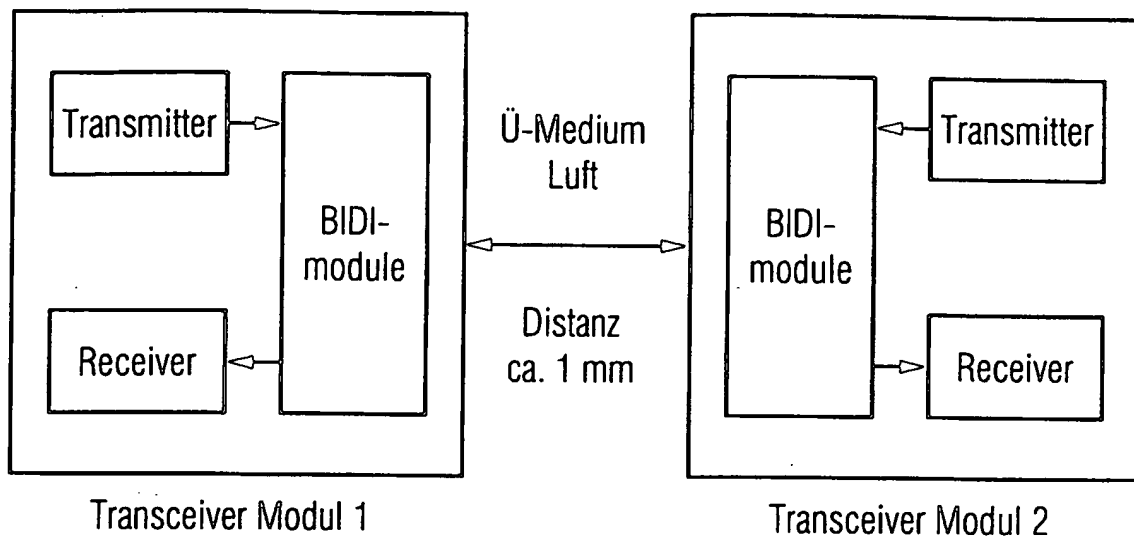 Transmitter
BIDI-
module
Receiver
Transceiver Modul 1
Ü-Medium
Luft
Distanz
ca. 1 mm
BIDI-
module
Transmitter
Receiver
Transceiver Modul 2